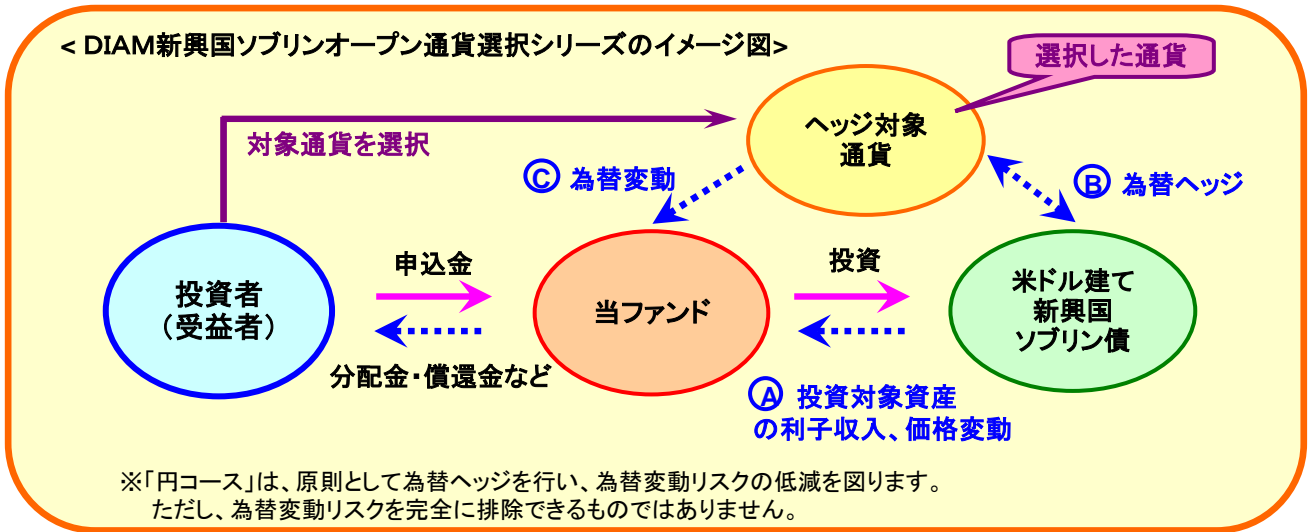 < DIAM新興国ソブリンオープン通貨選択シリーズのイメージ図>
選択した通貨
ヘッジ対象
通貨
対象通貨を選択
C 為替変動
B 為替ヘッジ
投資者
（受益者）
申込金
分配金・償還金など
当ファンド
投資
米ドル建て
新興国
ソブリン債
A 投資対象資産
の利子収入、価格変動
※「円コース」は、原則として為替ヘッジを行い、為替変動リスクの低減を図ります。
ただし、為替変動リスクを完全に排除できるものではありません。